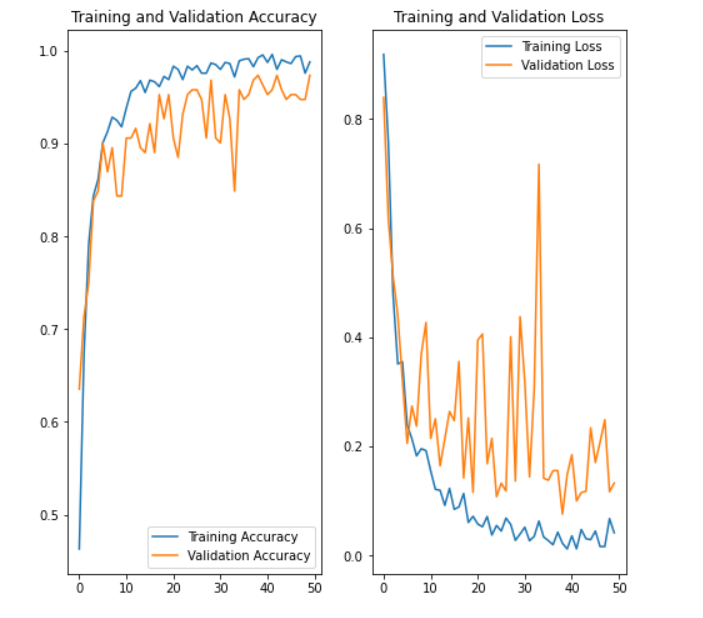 Training and Validation Accuracy
1.0
0.9
0.8
0.7
0.6
0.5
Training Accuracy
Validation Accuracy
0 10 20 30 40 50
Training and Validation Loss
Training Loss
Validation Loss
0.8
0.6
0.4
0.2
0.0
0 10 20 30 40 50